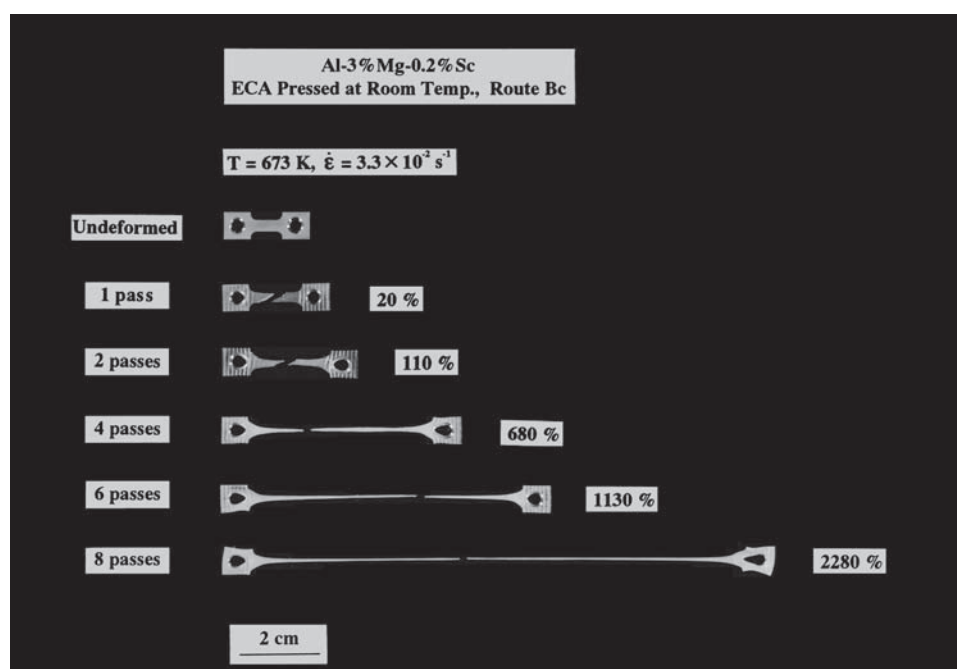 Al-3%Mg-0.2%Sc
ECA Pressed at Room Temp., Route Bc
T = 673 K, ε̇ = 3.3 × 10⁻² s⁻¹
Undeformed
1 pass
20 %
2 passes
110 %
4 passes
680 %
6 passes
1130 %
8 passes
2280 %
2 cm